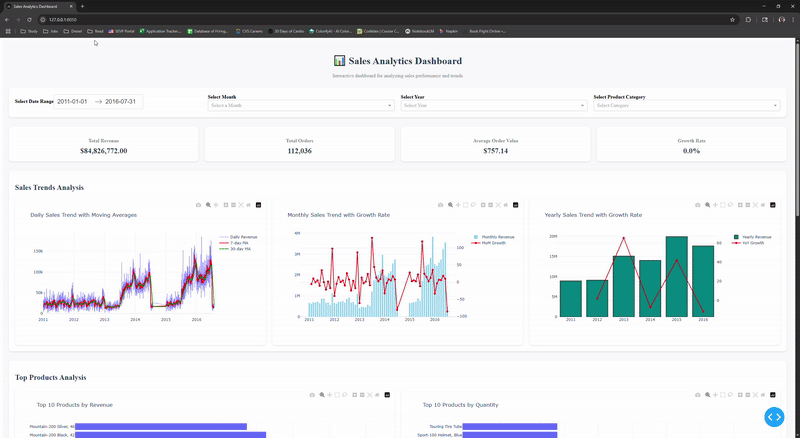 Sales Analytics Dashboard
127.0.0.1:8050
Study Jobs Drexel Brad SEVP Portal Application Tracker... Database of Hiring... CVS Careers 30 Days of Candle ColorAfy4U - AI Color... CoolMate | Course C... NotebookLM Napkin Book Flight Online -...
Sales Analytics Dashboard
Interactive dashboard for analyzing sales performance and trends
Select Date Range 2011-01-01 → 2016-07-31
Select Month
Select a Month
Select Year
Select Year
Select Product Category
Select Category
Total Revenue
$84,826,772.00
Total Orders
112,036
Average Order Value
$757.14
Growth Rate
0.0%
Sales Trends Analysis
Daily Sales Trend with Moving Averages
Daily Revenue
7-day MA
30-day MA
150k
100k
50k
0
2011 2012 2013 2014 2015 2016
Monthly Sales Trend with Growth Rate
Monthly Revenue
MoM Growth
4M
3M
2M
1M
0
100
50
0
−50
−100
2011 2012 2013 2014 2015 2016
Yearly Sales Trend with Growth Rate
Yearly Revenue
YoY Growth
20M
15M
10M
5M
0
60
40
20
0
2011 2012 2013 2014 2015 2016
Top Products Analysis
Top 10 Products by Revenue
Mountain-200 Silver, 46
Mountain-200 Black, 42
Top 10 Products by Quantity
Touring Tire Tube
Sport-100 Helmet, Blue